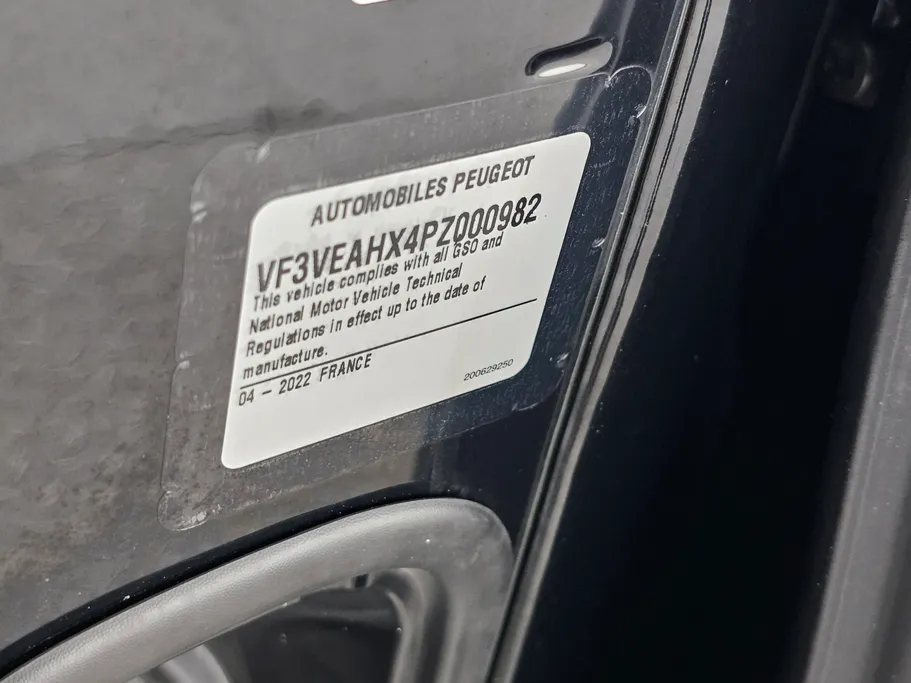 AUTOMOBILES PEUGEOT
VF3VEAHX4PZ000982
This vehicle complies with all GSO and
National Motor Vehicle Technical
Regulations in effect up to the date of
manufacture.
04 - 2022 FRANCE
200629250